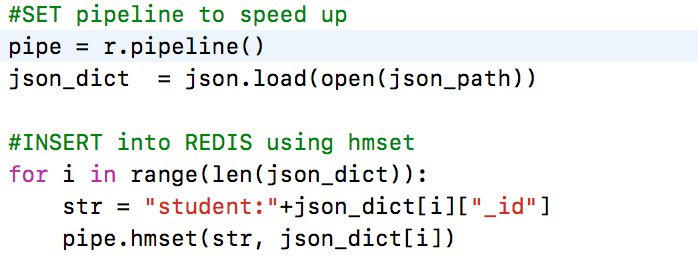 #SET pipeline to speed up
pipe = r.pipeline()
json_dict  = json.load(open(json_path))

#INSERT into REDIS using hmset
for i in range(len(json_dict)):
    str = "student:"+json_dict[i]["_id"]
    pipe.hmset(str, json_dict[i])